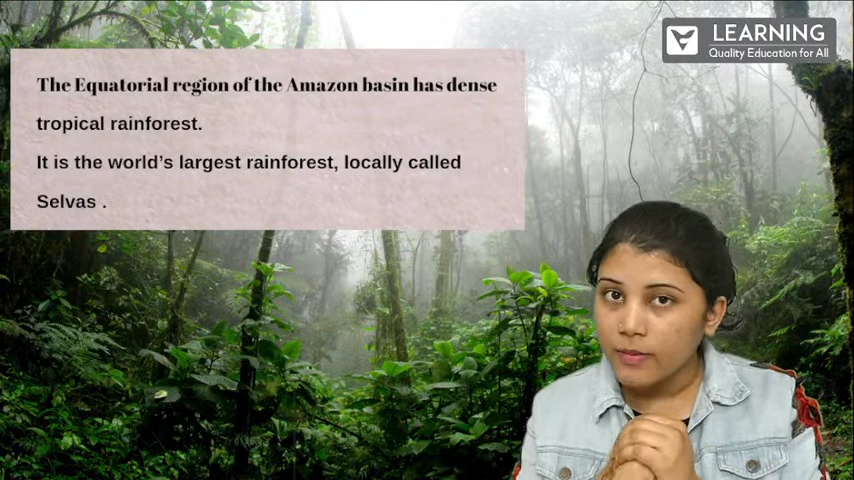 LEARNING
Quality Education for All
The Equatorial region of the Amazon basin has dense
tropical rainforest.
It is the world’s largest rainforest, locally called
Selvas .